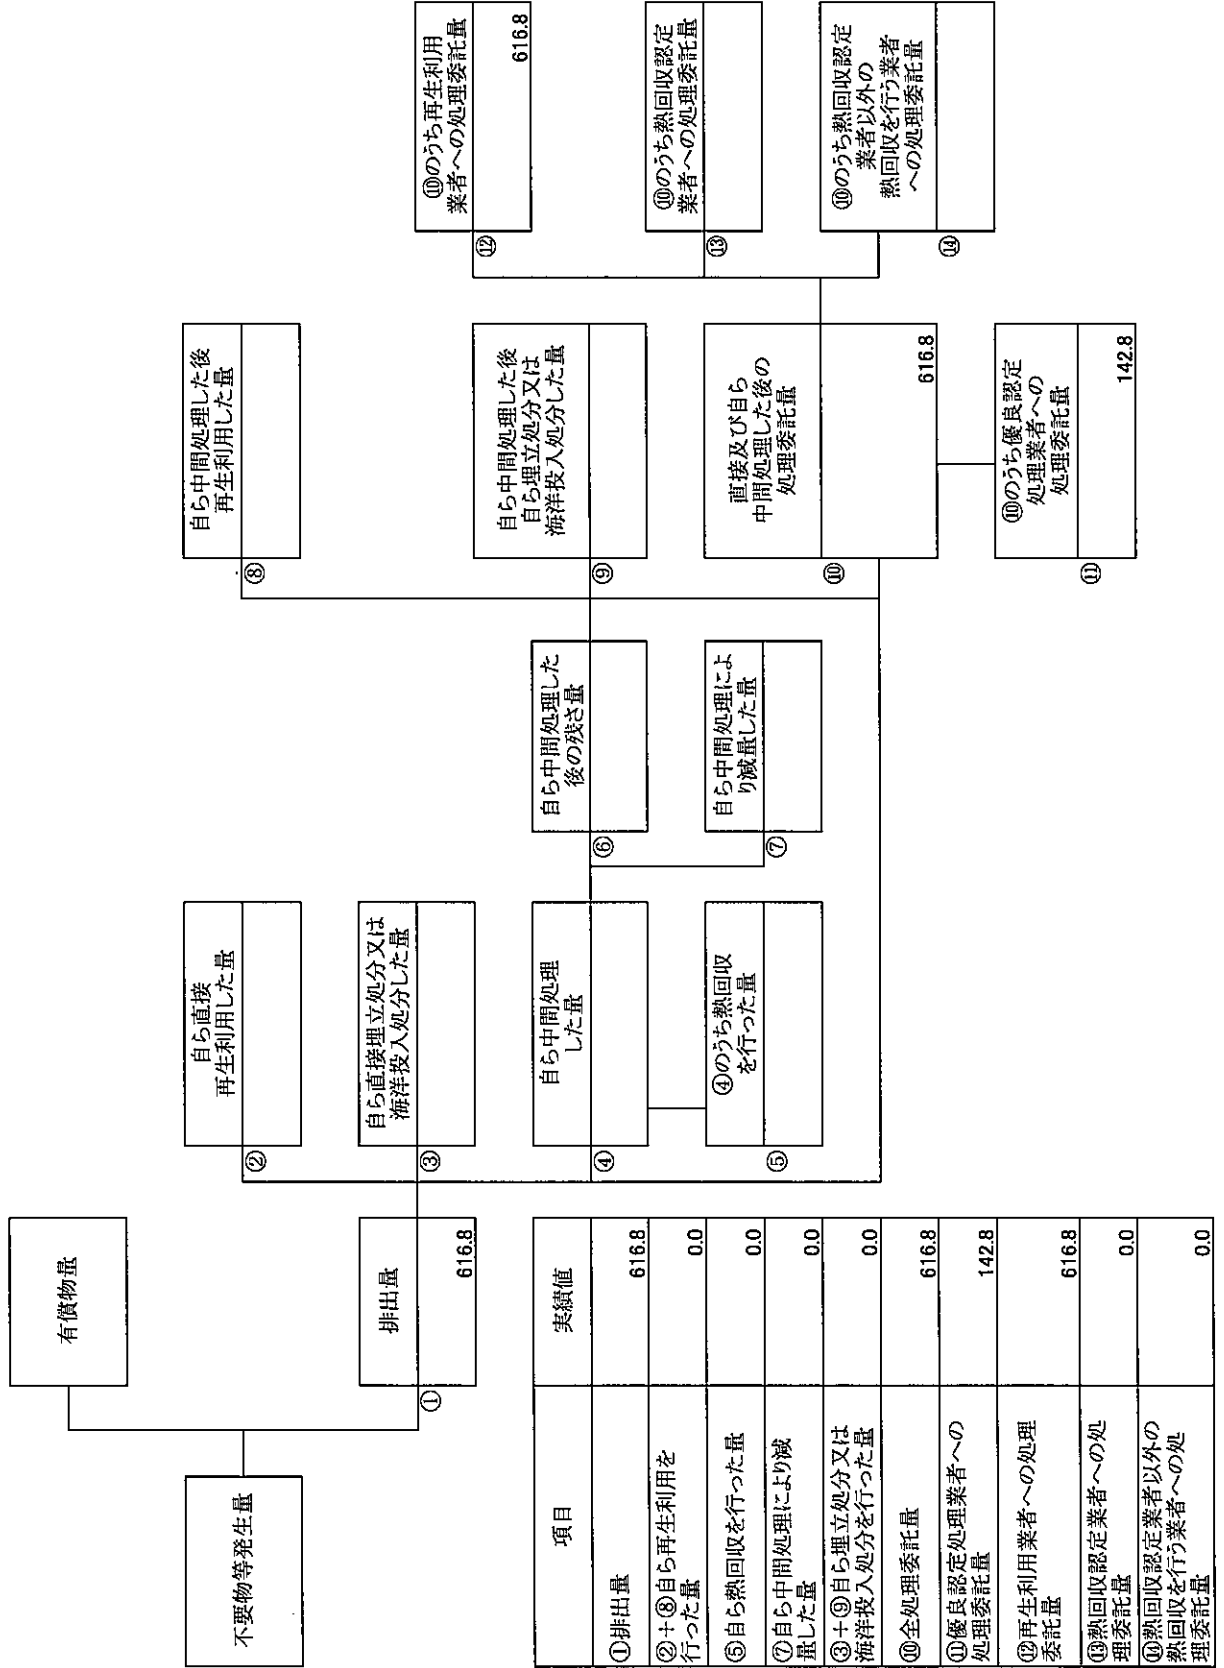 不要物等発生量
有償物量
①
排出量
616.8
②
自ら直接
再生利用した量
③
自ら直接埋立処分又は
海洋投入処分した量
④
自ら中間処理
した量
⑤
④のうち熱回収
を行った量
⑥
自ら中間処理した
後の残さ量
⑦
自ら中間処理によ
り減量した量
⑧
自ら中間処理した後
再生利用した量
⑨
自ら中間処理した後
自ら埋立処分又は
海洋投入処分した量
⑩
直接及び自ら
中間処理した後の
処理委託量
616.8
⑪
⑩のうち優良認定
処理業者への
処理委託量
142.8
⑫
⑩のうち再生利用
業者への処理委託量
616.8
⑬
⑩のうち熱回収認定
業者への処理委託量
⑭
⑩のうち熱回収認定
業者以外の
熱回収を行う業者
への処理委託量
項目 実績値
①排出量 616.8
②+⑧自ら再生利用を
行った量 0.0
⑤自ら熱回収を行った量 0.0
⑦自ら中間処理により減
量した量 0.0
③+⑨自ら埋立処分又は
海洋投入処分を行った量 0.0
⑩全処理委託量 616.8
⑪優良認定処理業者への
処理委託量 142.8
⑫再生利用業者への処理
委託量 616.8
⑬熱回収認定業者への処
理委託量 0.0
⑭熱回収認定業者以外の
熱回収を行う業者への処
理委託量 0.0